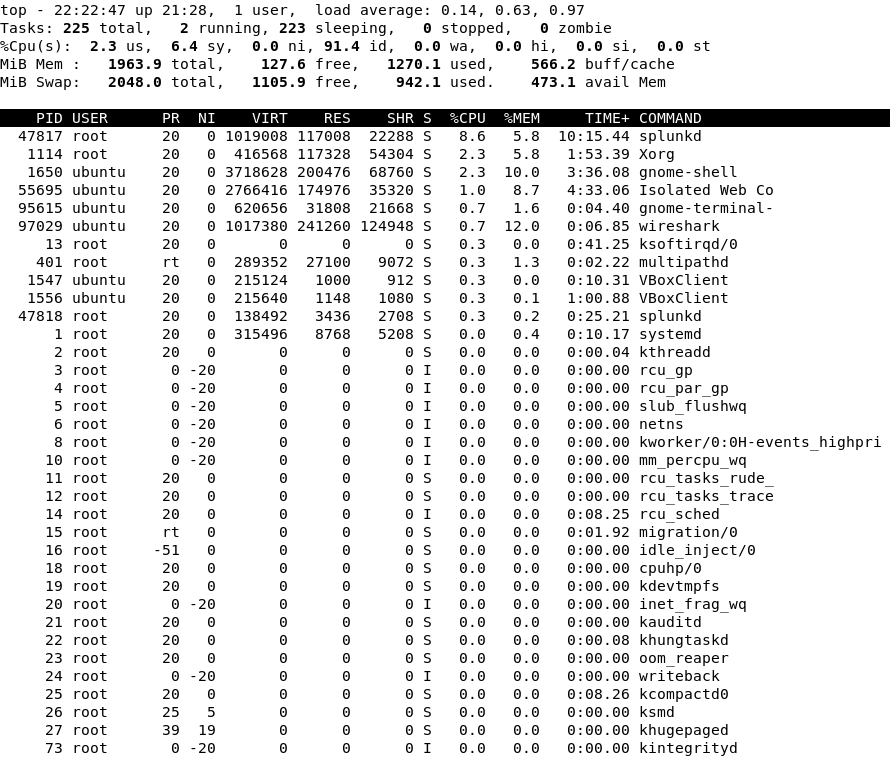 top - 22:22:47 up 21:28,  1 user,  load average: 0.14, 0.63, 0.97
Tasks: 225 total,   2 running, 223 sleeping,   0 stopped,   0 zombie
%Cpu(s):  2.3 us,  6.4 sy,  0.0 ni, 91.4 id,  0.0 wa,  0.0 hi,  0.0 si,  0.0 st
MiB Mem :   1963.9 total,    127.6 free,   1270.1 used,    566.2 buff/cache
MiB Swap:   2048.0 total,   1105.9 free,    942.1 used.    473.1 avail Mem
    PID USER      PR  NI    VIRT    RES    SHR S  %CPU  %MEM     TIME+ COMMAND
  47817 root      20   0 1019008 117008  22288 S   8.6   5.8  10:15.44 splunkd
   1114 root      20   0  416568 117328  54304 S   2.3   5.8   1:53.39 Xorg
   1650 ubuntu    20   0 3718628 200476  68760 S   2.3  10.0   3:36.08 gnome-shell
  55695 ubuntu    20   0 2766416 174976  35320 S   1.0   8.7   4:33.06 Isolated Web Co
  95615 ubuntu    20   0  620656  31808  21668 S   0.7   1.6   0:04.40 gnome-terminal-
  97029 ubuntu    20   0 1017380 241260 124948 S   0.7  12.0   0:06.85 wireshark
     13 root      20   0       0      0      0 S   0.3   0.0   0:41.25 ksoftirqd/0
    401 root      rt   0  289352  27100   9072 S   0.3   1.3   0:02.22 multipathd
   1547 ubuntu    20   0  215124   1000    912 S   0.3   0.0   0:10.31 VBoxClient
   1556 ubuntu    20   0  215640   1148   1080 S   0.3   0.1   1:00.88 VBoxClient
  47818 root      20   0  138492   3436   2708 S   0.3   0.2   0:25.21 splunkd
      1 root      20   0  315496   8768   5208 S   0.0   0.4   0:10.17 systemd
      2 root      20   0       0      0      0 S   0.0   0.0   0:00.04 kthreadd
      3 root       0 -20       0      0      0 I   0.0   0.0   0:00.00 rcu_gp
      4 root       0 -20       0      0      0 I   0.0   0.0   0:00.00 rcu_par_gp
      5 root       0 -20       0      0      0 I   0.0   0.0   0:00.00 slub_flushwq
      6 root       0 -20       0      0      0 I   0.0   0.0   0:00.00 netns
      8 root       0 -20       0      0      0 I   0.0   0.0   0:00.00 kworker/0:0H-events_highpri
     10 root       0 -20       0      0      0 I   0.0   0.0   0:00.00 mm_percpu_wq
     11 root      20   0       0      0      0 S   0.0   0.0   0:00.00 rcu_tasks_rude_
     12 root      20   0       0      0      0 S   0.0   0.0   0:00.00 rcu_tasks_trace
     14 root      20   0       0      0      0 I   0.0   0.0   0:08.25 rcu_sched
     15 root      rt   0       0      0      0 S   0.0   0.0   0:01.92 migration/0
     16 root     -51   0       0      0      0 S   0.0   0.0   0:00.00 idle_inject/0
     18 root      20   0       0      0      0 S   0.0   0.0   0:00.00 cpuhp/0
     19 root      20   0       0      0      0 S   0.0   0.0   0:00.00 kdevtmpfs
     20 root       0 -20       0      0      0 I   0.0   0.0   0:00.00 inet_frag_wq
     21 root      20   0       0      0      0 S   0.0   0.0   0:00.00 kauditd
     22 root      20   0       0      0      0 S   0.0   0.0   0:00.08 khungtaskd
     23 root      20   0       0      0      0 S   0.0   0.0   0:00.00 oom_reaper
     24 root       0 -20       0      0      0 I   0.0   0.0   0:00.00 writeback
     25 root      20   0       0      0      0 S   0.0   0.0   0:08.26 kcompactd0
     26 root      25   5       0      0      0 S   0.0   0.0   0:00.00 ksmd
     27 root      39  19       0      0      0 S   0.0   0.0   0:00.00 khugepaged
     73 root       0 -20       0      0      0 I   0.0   0.0   0:00.00 kintegrityd